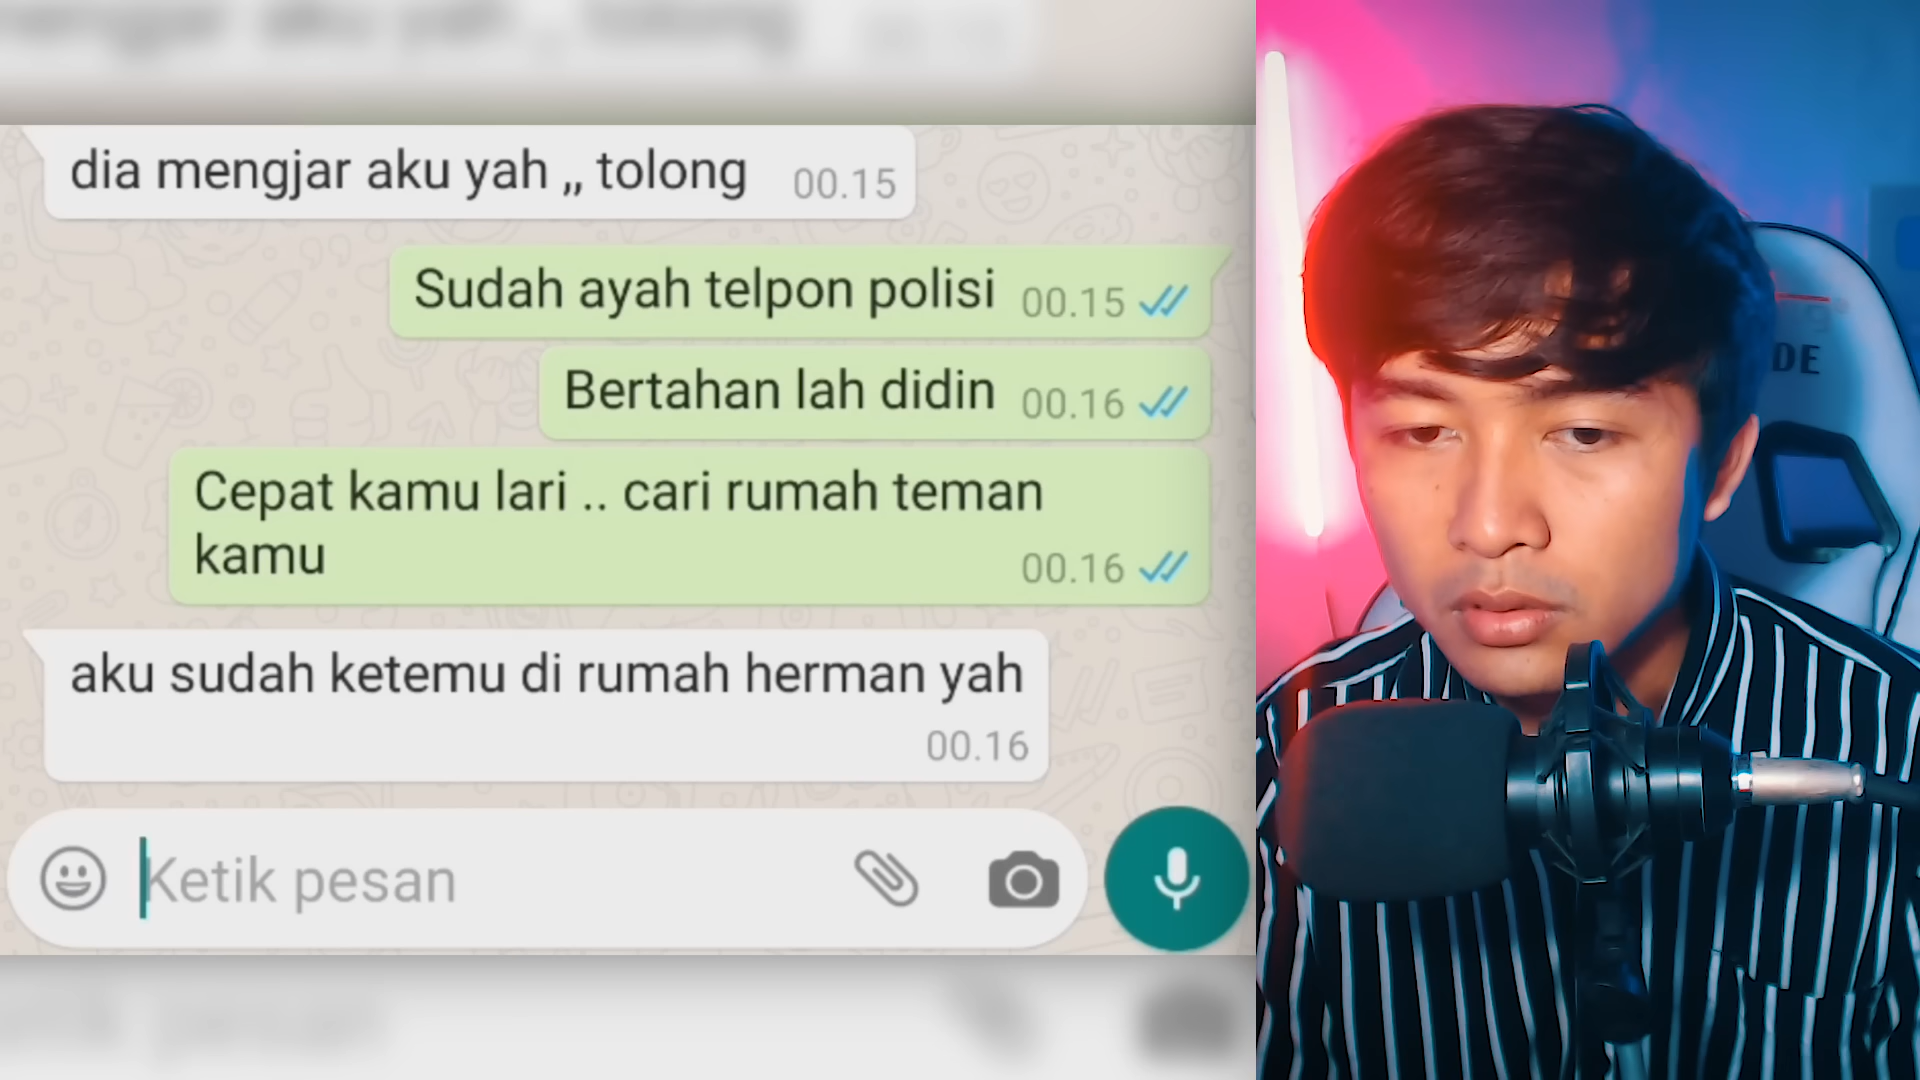 dia mengjar aku yah ,, tolong 00.15
Sudah ayah telpon polisi 00.15
Bertahan lah didin 00.16
Cepat kamu lari .. cari rumah teman
kamu 00.16
aku sudah ketemu di rumah herman yah
00.16
Ketik pesan
DE